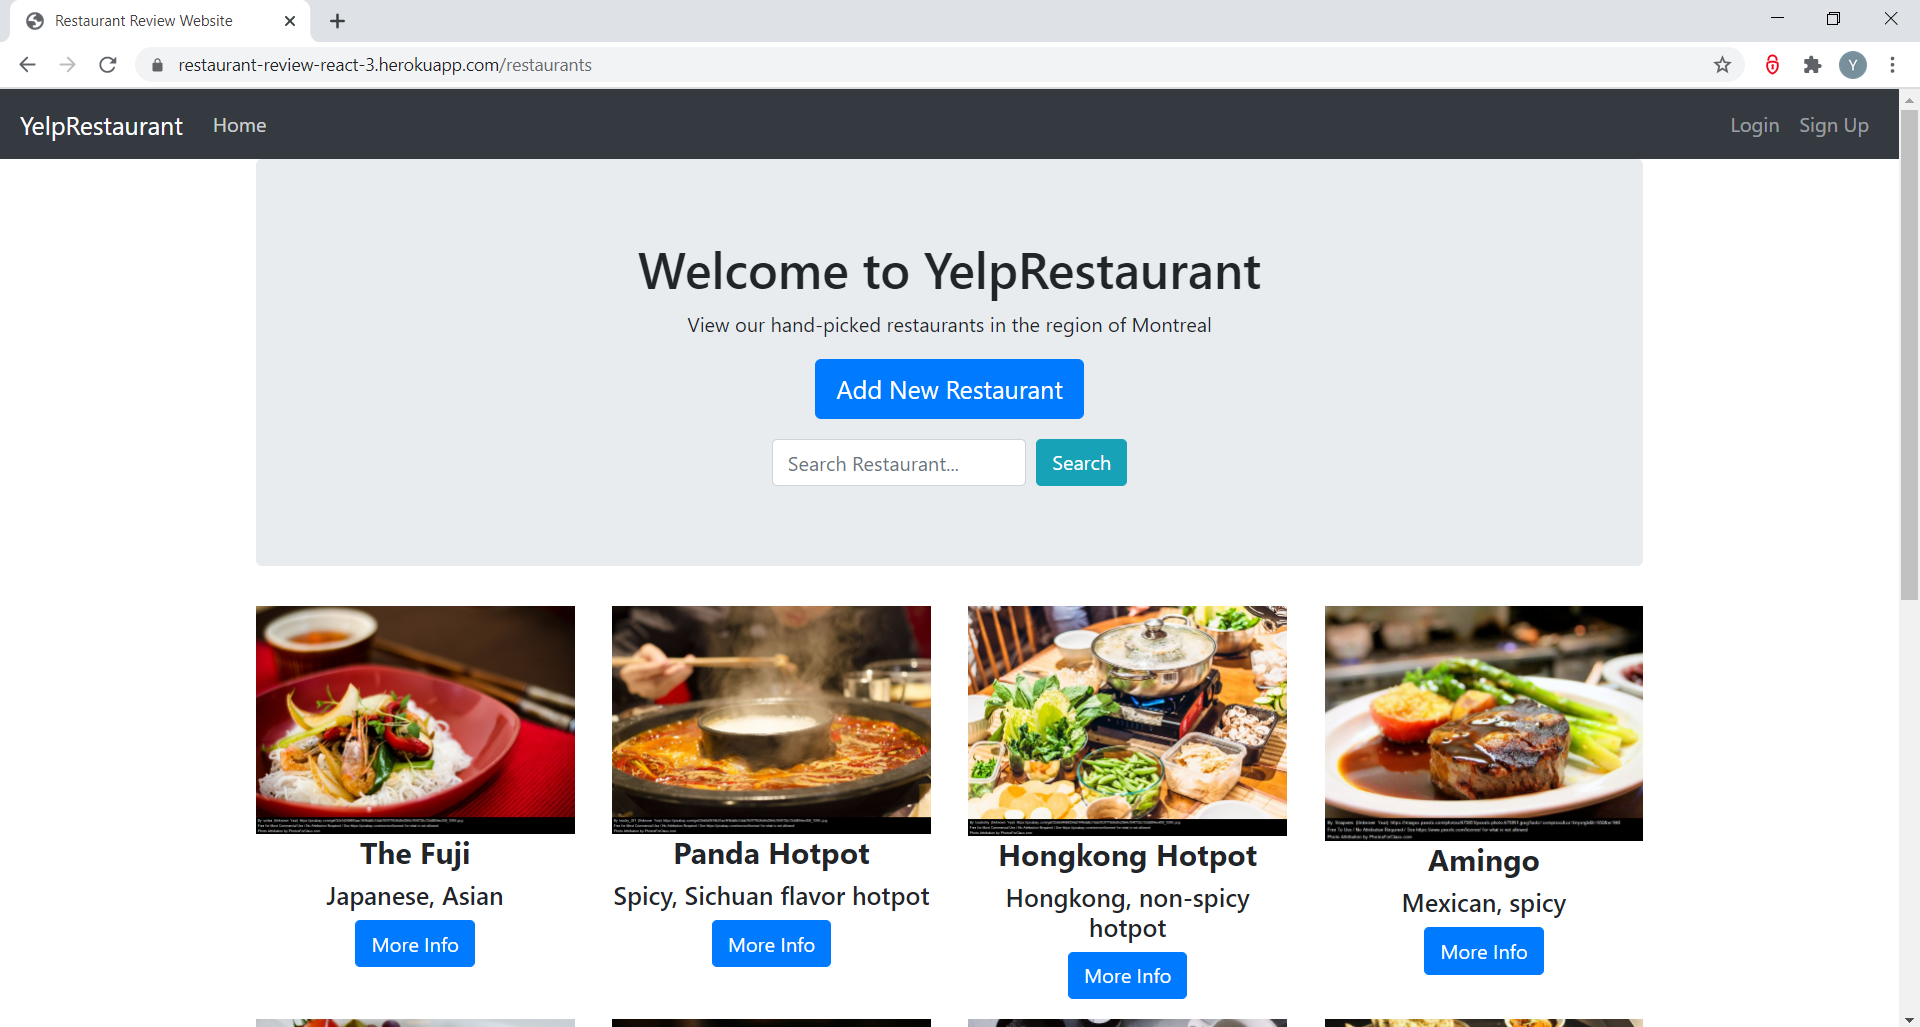 Restaurant Review Website
restaurant-review-react-3.herokuapp.com/restaurants
Y
YelpRestaurant
Home
Login
Sign Up
Welcome to YelpRestaurant
View our hand-picked restaurants in the region of Montreal
Add New Restaurant
Search Restaurant...
Search
The Fuji
Japanese, Asian
More Info
Panda Hotpot
Spicy, Sichuan flavor hotpot
More Info
Hongkong Hotpot
Hongkong, non-spicy
hotpot
More Info
Amingo
Mexican, spicy
More Info